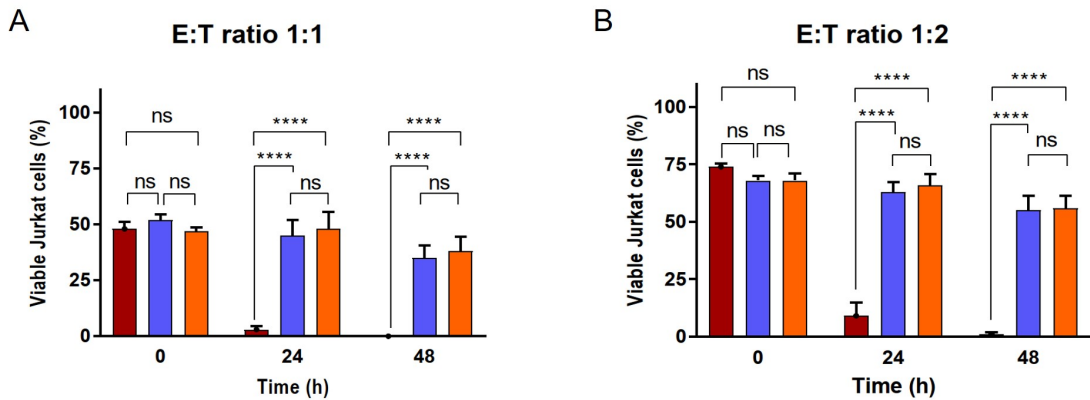 A
E:T ratio 1:1
Viable Jurkat cells (%)
100
75
50
25
0
ns
ns
ns
****
****
ns
****
****
ns
0
24
48
Time (h)
B
E:T ratio 1:2
Viable Jurkat cells (%)
100
75
50
25
0
ns
ns
ns
****
****
ns
****
****
ns
0
24
48
Time (h)